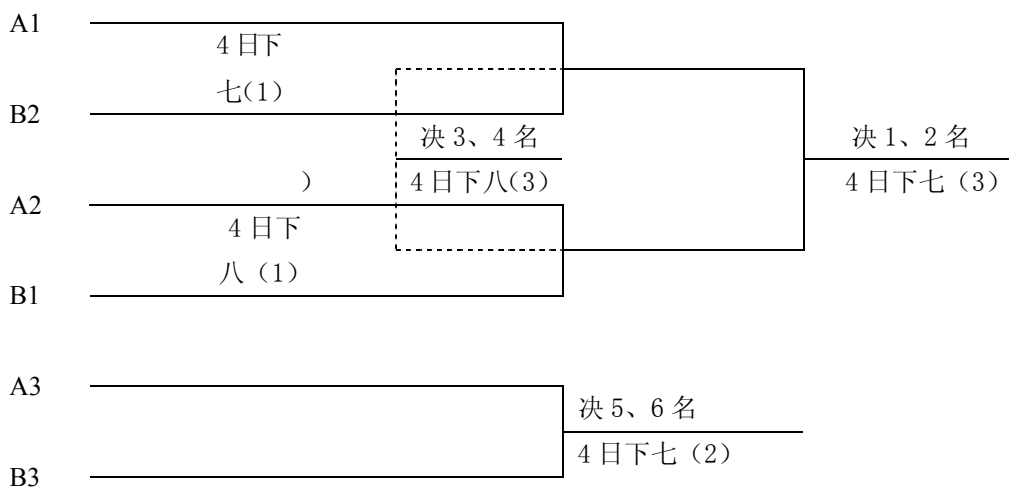 A1
4日下
七(1)
B2
决3、4名
决1、2名
)
4日下八(3)
4日下七（3）
A2
4日下
八（1）
B1
A3
决5、6名
4日下七（2）
B3